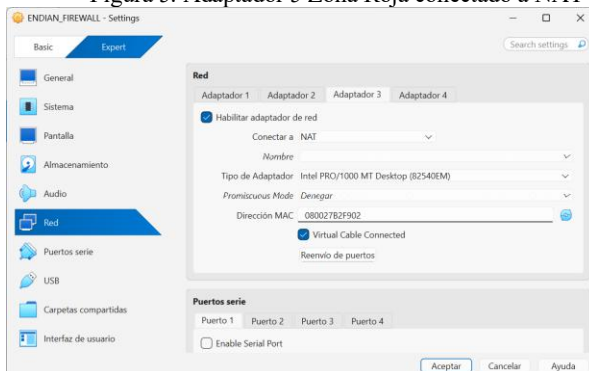 Figura 3. Adaptador 3 Zona Roja conectado a NAT
ENDIAN_FIREWALL - Settings
Basic
Expert
Search settings
General
Sistema
Pantalla
Almacenamiento
Audio
Red
Puertos serie
USB
Carpetas compartidas
Interfaz de usuario
Red
Adaptador 1 Adaptador 2 Adaptador 3 Adaptador 4
Habilitar adaptador de red
Conectar a NAT
Nombre
Tipo de Adaptador Intel PRO/1000 MT Desktop (82540EM)
Promiscuous Mode Denegar
Dirección MAC 080027B2F902
Virtual Cable Connected
Reenvío de puertos
Puertos serie
Puerto 1 Puerto 2 Puerto 3 Puerto 4
Enable Serial Port
Aceptar Cancelar Ayuda